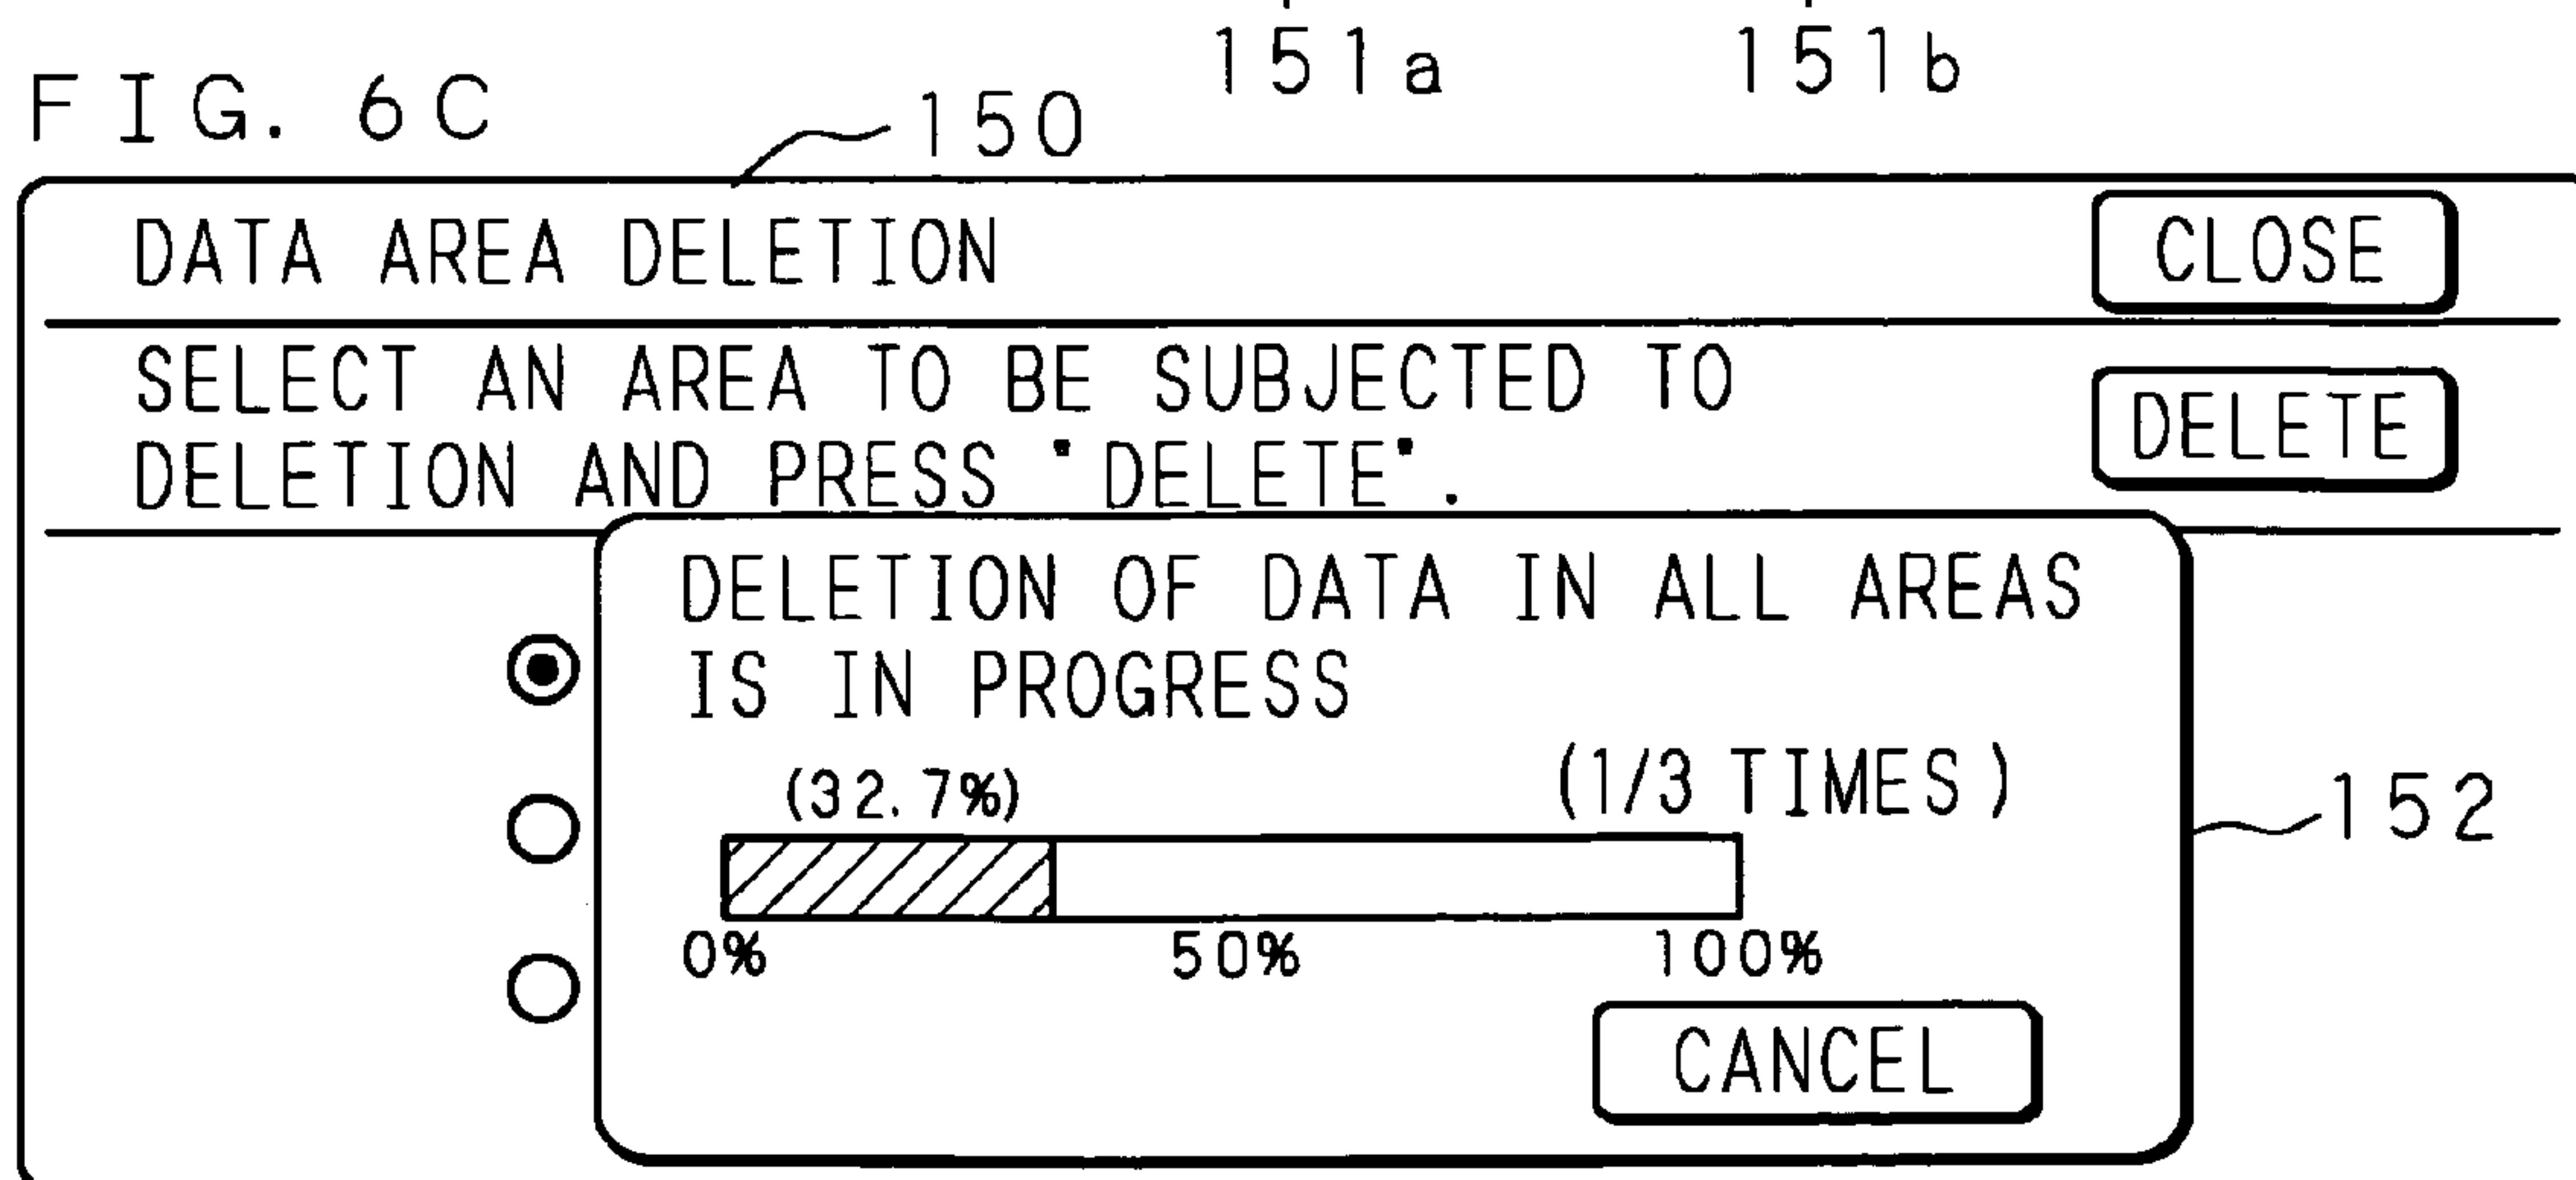 151a 151b
FIG. 6C
150
DATA AREA DELETION
CLOSE
SELECT AN AREA TO BE SUBJECTED TO
DELETION AND PRESS "DELETE".
DELETE
DELETION OF DATA IN ALL AREAS
IS IN PROGRESS
(32.7%) (1/3 TIMES)
152
0% 50% 100%
CANCEL